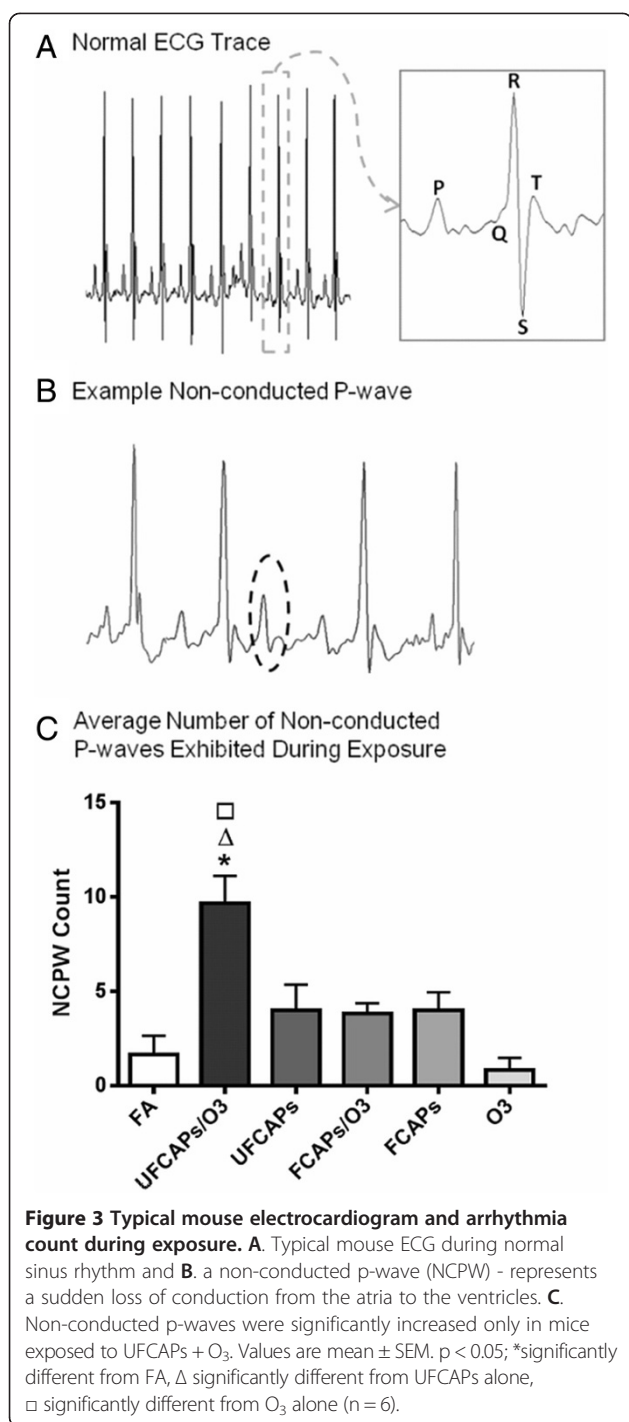 A Normal ECG Trace
R
P
T
Q
S
B Example Non-conducted P-wave
C Average Number of Non-conducted
P-waves Exhibited During Exposure
15
10
5
0
NCPW Count
□
Δ
*
FA
UFCAPs/O3
UFCAPs
FCAPs/O3
FCAPs
O3
Figure 3 Typical mouse electrocardiogram and arrhythmia
count during exposure. A. Typical mouse ECG during normal
sinus rhythm and B. a non-conducted p-wave (NCPW) - represents
a sudden loss of conduction from the atria to the ventricles. C.
Non-conducted p-waves were significantly increased only in mice
exposed to UFCAPs + O₃. Values are mean ± SEM. p < 0.05; *significantly
different from FA, Δ significantly different from UFCAPs alone,
□ significantly different from O₃ alone (n = 6).